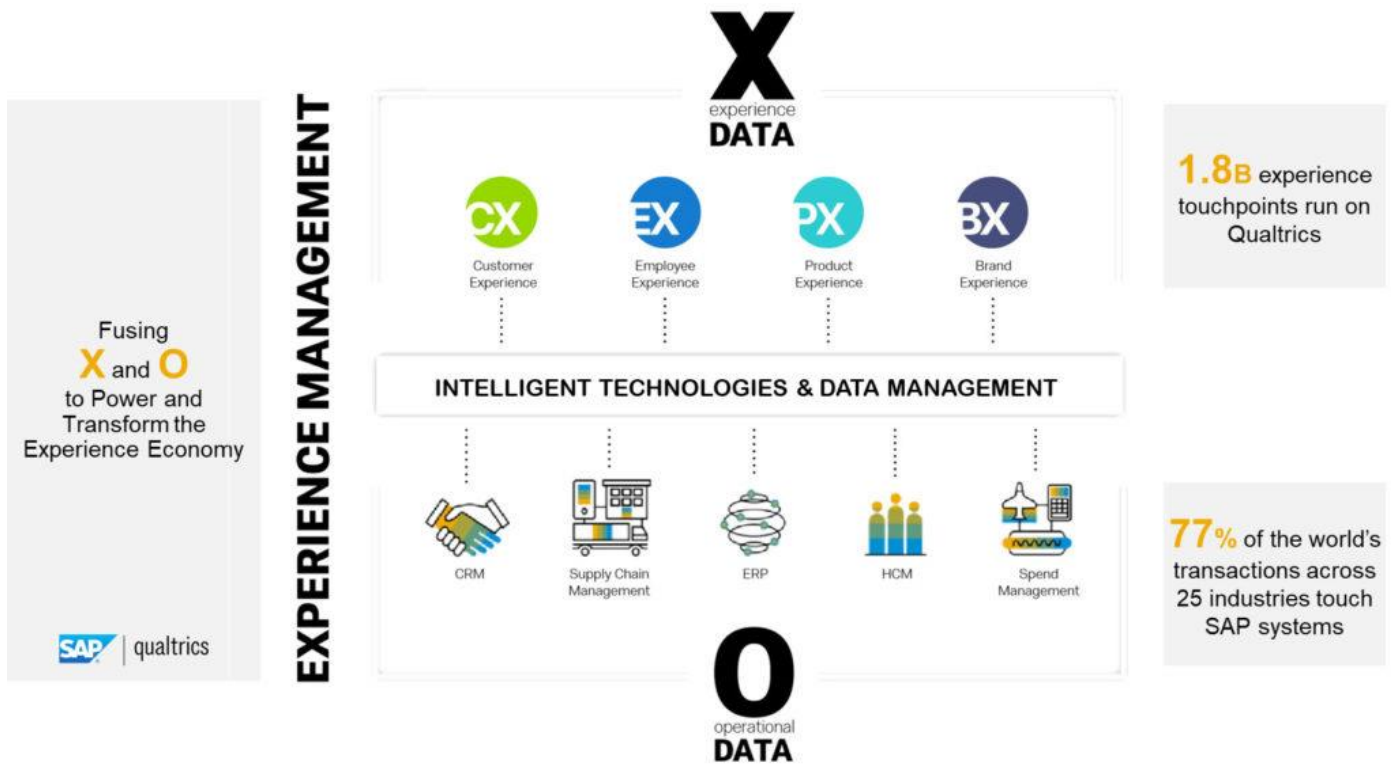 Fusing
X and O
to Power and
Transform the
Experience Economy
SAP
qualtrics
EXPERIENCE MANAGEMENT
X
experience
DATA
CX
Customer
Experience
EX
Employee
Experience
PX
Product
Experience
BX
Brand
Experience
INTELLIGENT TECHNOLOGIES & DATA MANAGEMENT
CRM
Supply Chain
Management
ERP
HCM
Spend
Management
O
operational
DATA
1.8B experience
touchpoints run on
Qualtrics
77% of the world's
transactions across
25 industries touch
SAP systems